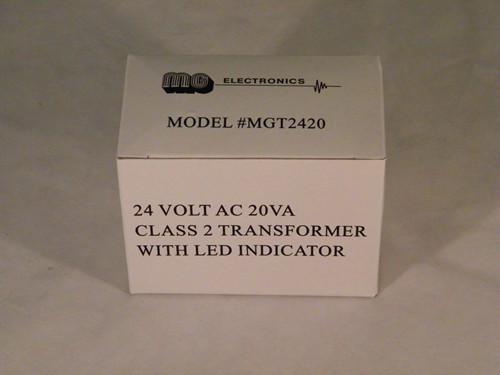 MG ELECTRONICS
MODEL #MGT2420
24 VOLT AC 20VA
CLASS 2 TRANSFORMER
WITH LED INDICATOR